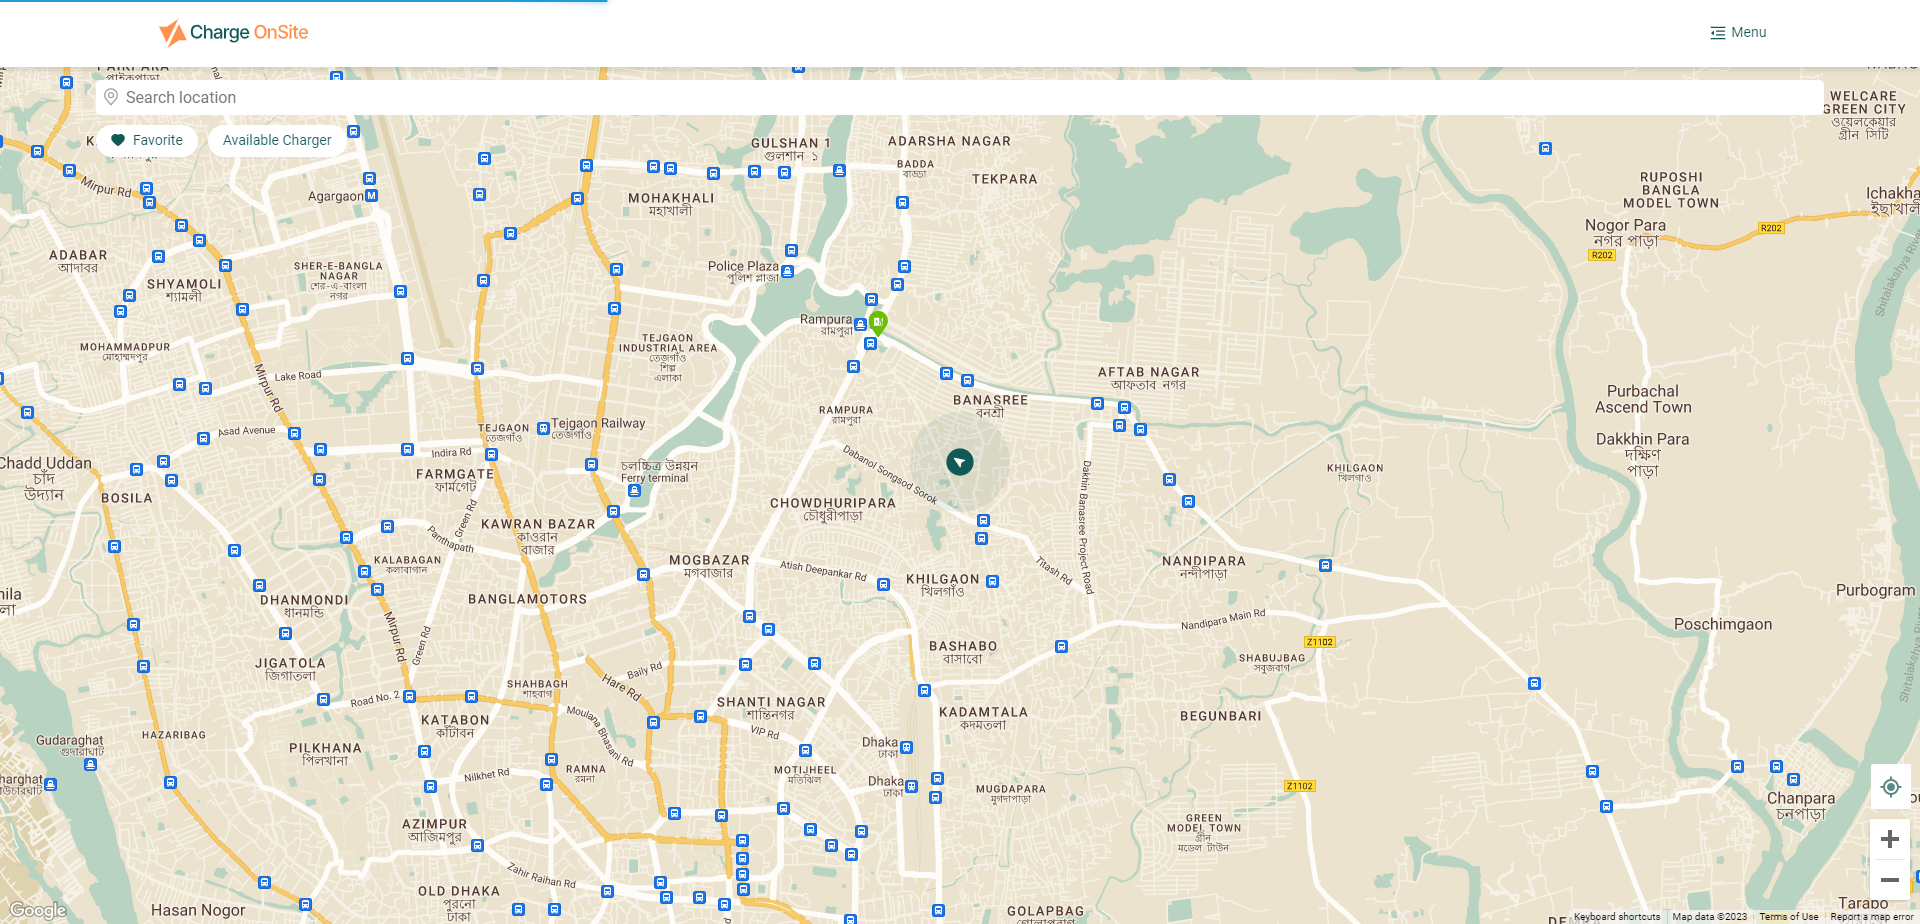 Charge OnSite
Menu
Search location
Favorite
Available Charger
WELCARE
GREEN CITY
ওয়েলকেয়ার
গ্রীন সিটি
GULSHAN 1
গুলশান ১
ADARSHA NAGAR
BADDA
বাড্ডা
TEKPARA
Mirpur Rd
Agargaon
MOHAKHALI
মহাখালী
RUPOSHI
BANGLA
MODEL TOWN
Nogor Para
নগর পাড়া
R202
R202
ADABAR
আদাবর
SHER-E-BANGLA
NAGAR
শের-এ-বাংলা
নগর
SHYAMOLI
শ্যামলী
Police Plaza
পুলিশ প্লাজা
Shitalakshya River
Rampura
রামপুরা
TEJGAON
INDUSTRIAL AREA
তেজগাঁও
শিল্প
এলাকা
MOHAMMADPUR
মোহাম্মদপুর
Lake Road
Mirpur Rd
AFTAB NAGAR
আফতাব নগর
BANASREE
বনশ্রী
RAMPURA
রামপুরা
Purbachal
Ascend Town
Asad Avenue
TEJGAON
তেজগাঁও
Tejgaon Railway
তেজগাঁও
Indira Rd
Dakkhin Para
দক্ষিণ
পাড়া
Chadd Uddan
চাঁদ
উদ্যান
BOSILA
FARMGATE
ফার্মগেট
চলচ্চিত্র উন্নয়ন
Ferry terminal
Dabanol Songsod Sorok
KHILGAON
খিলগাঁও
CHOWDHURIPARA
চৌধুরীপাড়া
Dakhin Banasree Project Road
Green Rd
KAWRAN BAZAR
কাওরান
বাজার
Panthapath
KALABAGAN
কলাবাগান
MOGBAZAR
মগবাজার
Atish Deepankar Rd
KHILGAON
খিলগাঁও
Titash Rd
NANDIPARA
নন্দীপাড়া
Purbogram
DHANMONDI
ধানমন্ডি
BANGLAMOTORS
Mirpur Rd
Green Rd
Nandipara Main Rd
Poschimgaon
Z1102
BASHABO
বাসাবো
SHABUJBAG
সবুজবাগ
JIGATOLA
জিগাতলা
Baily Rd
Hare Rd
SHAHBAGH
শাহবাগ
Road No. 2
SHANTI NAGAR
শান্তিনগর
KADAMTALA
কদমতলা
BEGUNBARI
KATABON
কাঁটাবন
Moulana Bhasani Rd
VIP Rd
HAZARIBAG
Gudaraghat
গুদারাঘাট
PILKHANA
পিলখানা
Dhaka
ঢাকা
Nilkhet Rd
RAMNA
রমনা
MOTIJHEEL
মতিঝিল
Dhaka
ঢাকা
MUGDAPARA
মুগদাপাড়া
Z1102
Chanpara
চনপাড়া
AZIMPUR
আজিমপুর
GREEN
MODEL TOWN
গ্রীন
মডেল টাউন
Zahir Raihan Rd
OLD DHAKA
পুরনো
ঢাকা
Hasan Nogor
GOLAPBAG
Tarabo
Google
Keyboard shortcuts
Map data ©2023
Terms of Use
Report a map error